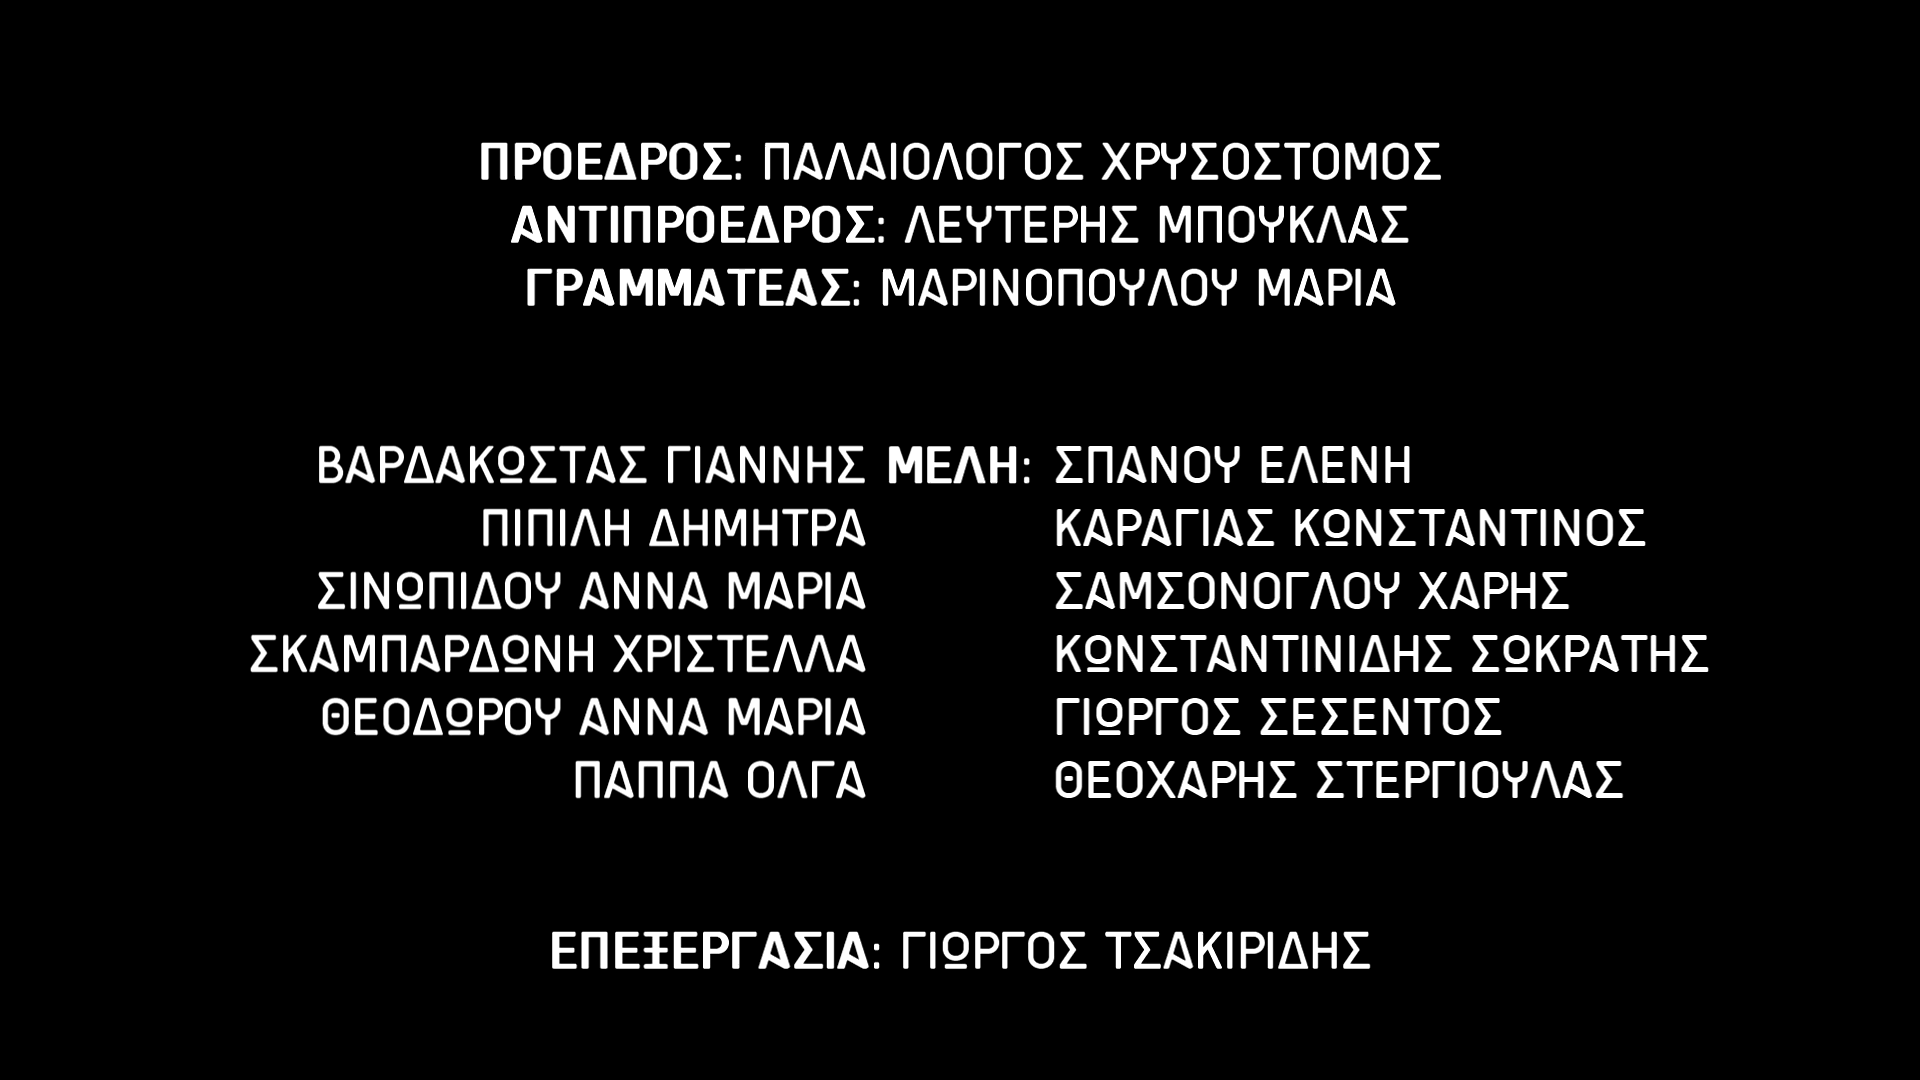 ΠΡΟΕΔΡΟΣ: ΠΑΛΑΙΟΛΟΓΟΣ ΧΡΥΣΟΣΤΟΜΟΣ
ΑΝΤΙΠΡΟΕΔΡΟΣ: ΛΕΥΤΕΡΗΣ ΜΠΟΥΚΛΑΣ
ΓΡΑΜΜΑΤΕΑΣ: ΜΑΡΙΝΟΠΟΥΛΟΥ ΜΑΡΙΑ
ΒΑΡΔΑΚΩΣΤΑΣ ΓΙΑΝΝΗΣ ΜΕΛΗ: ΣΠΑΝΟΥ ΕΛΕΝΗ
ΠΙΠΙΛΗ ΔΗΜΗΤΡΑ ΚΑΡΑΓΙΑΣ ΚΩΝΣΤΑΝΤΙΝΟΣ
ΣΙΝΩΠΙΔΟΥ ΑΝΝΑ ΜΑΡΙΑ ΣΑΜΣΟΝΟΓΛΟΥ ΧΑΡΗΣ
ΣΚΑΜΠΑΡΔΩΝΗ ΧΡΙΣΤΕΛΛΑ ΚΩΝΣΤΑΝΤΙΝΙΔΗΣ ΣΩΚΡΑΤΗΣ
ΘΕΟΔΩΡΟΥ ΑΝΝΑ ΜΑΡΙΑ ΓΙΩΡΓΟΣ ΣΕΣΕΝΤΟΣ
ΠΑΠΠΑ ΟΛΓΑ ΘΕΟΧΑΡΗΣ ΣΤΕΡΓΙΟΥΛΑΣ
ΕΠΕΞΕΡΓΑΣΙΑ: ΓΙΩΡΓΟΣ ΤΣΑΚΙΡΙΔΗΣ